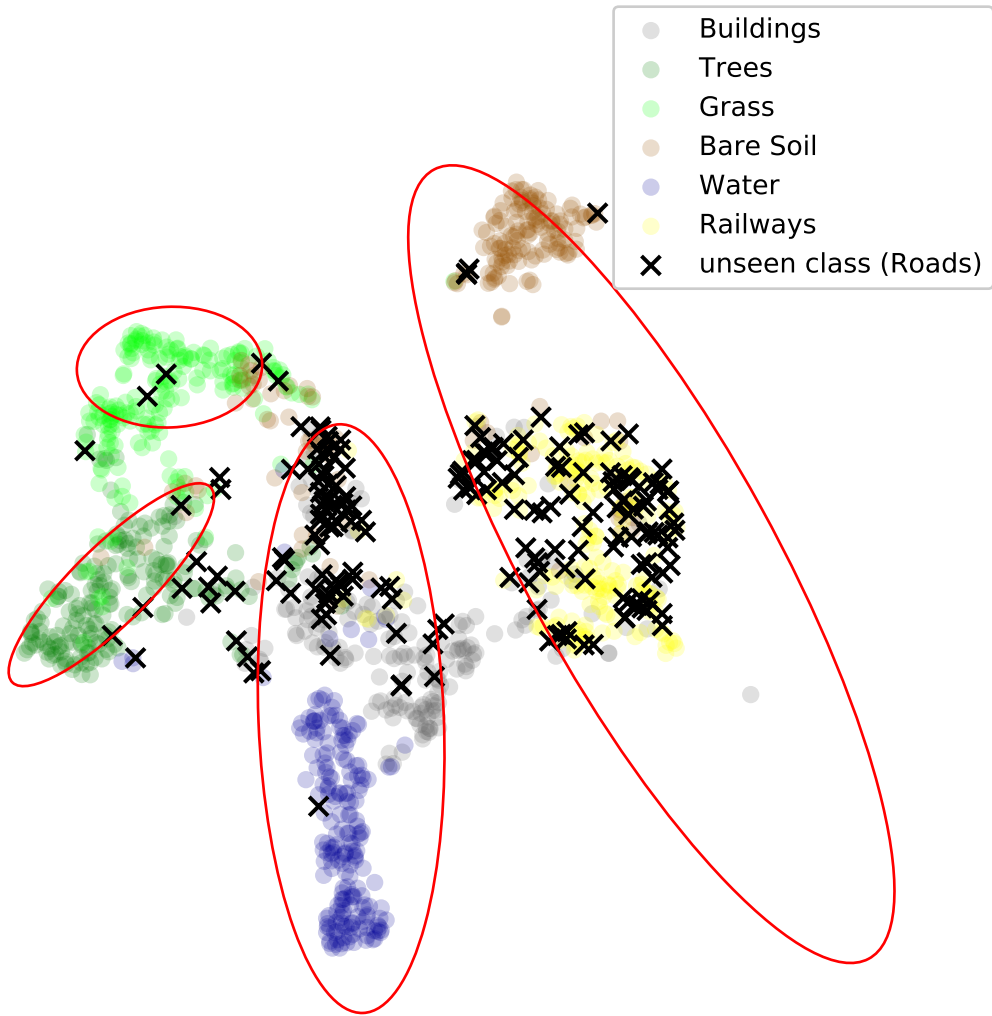 Buildings
Trees
Grass
Bare Soil
Water
Railways
unseen class (Roads)